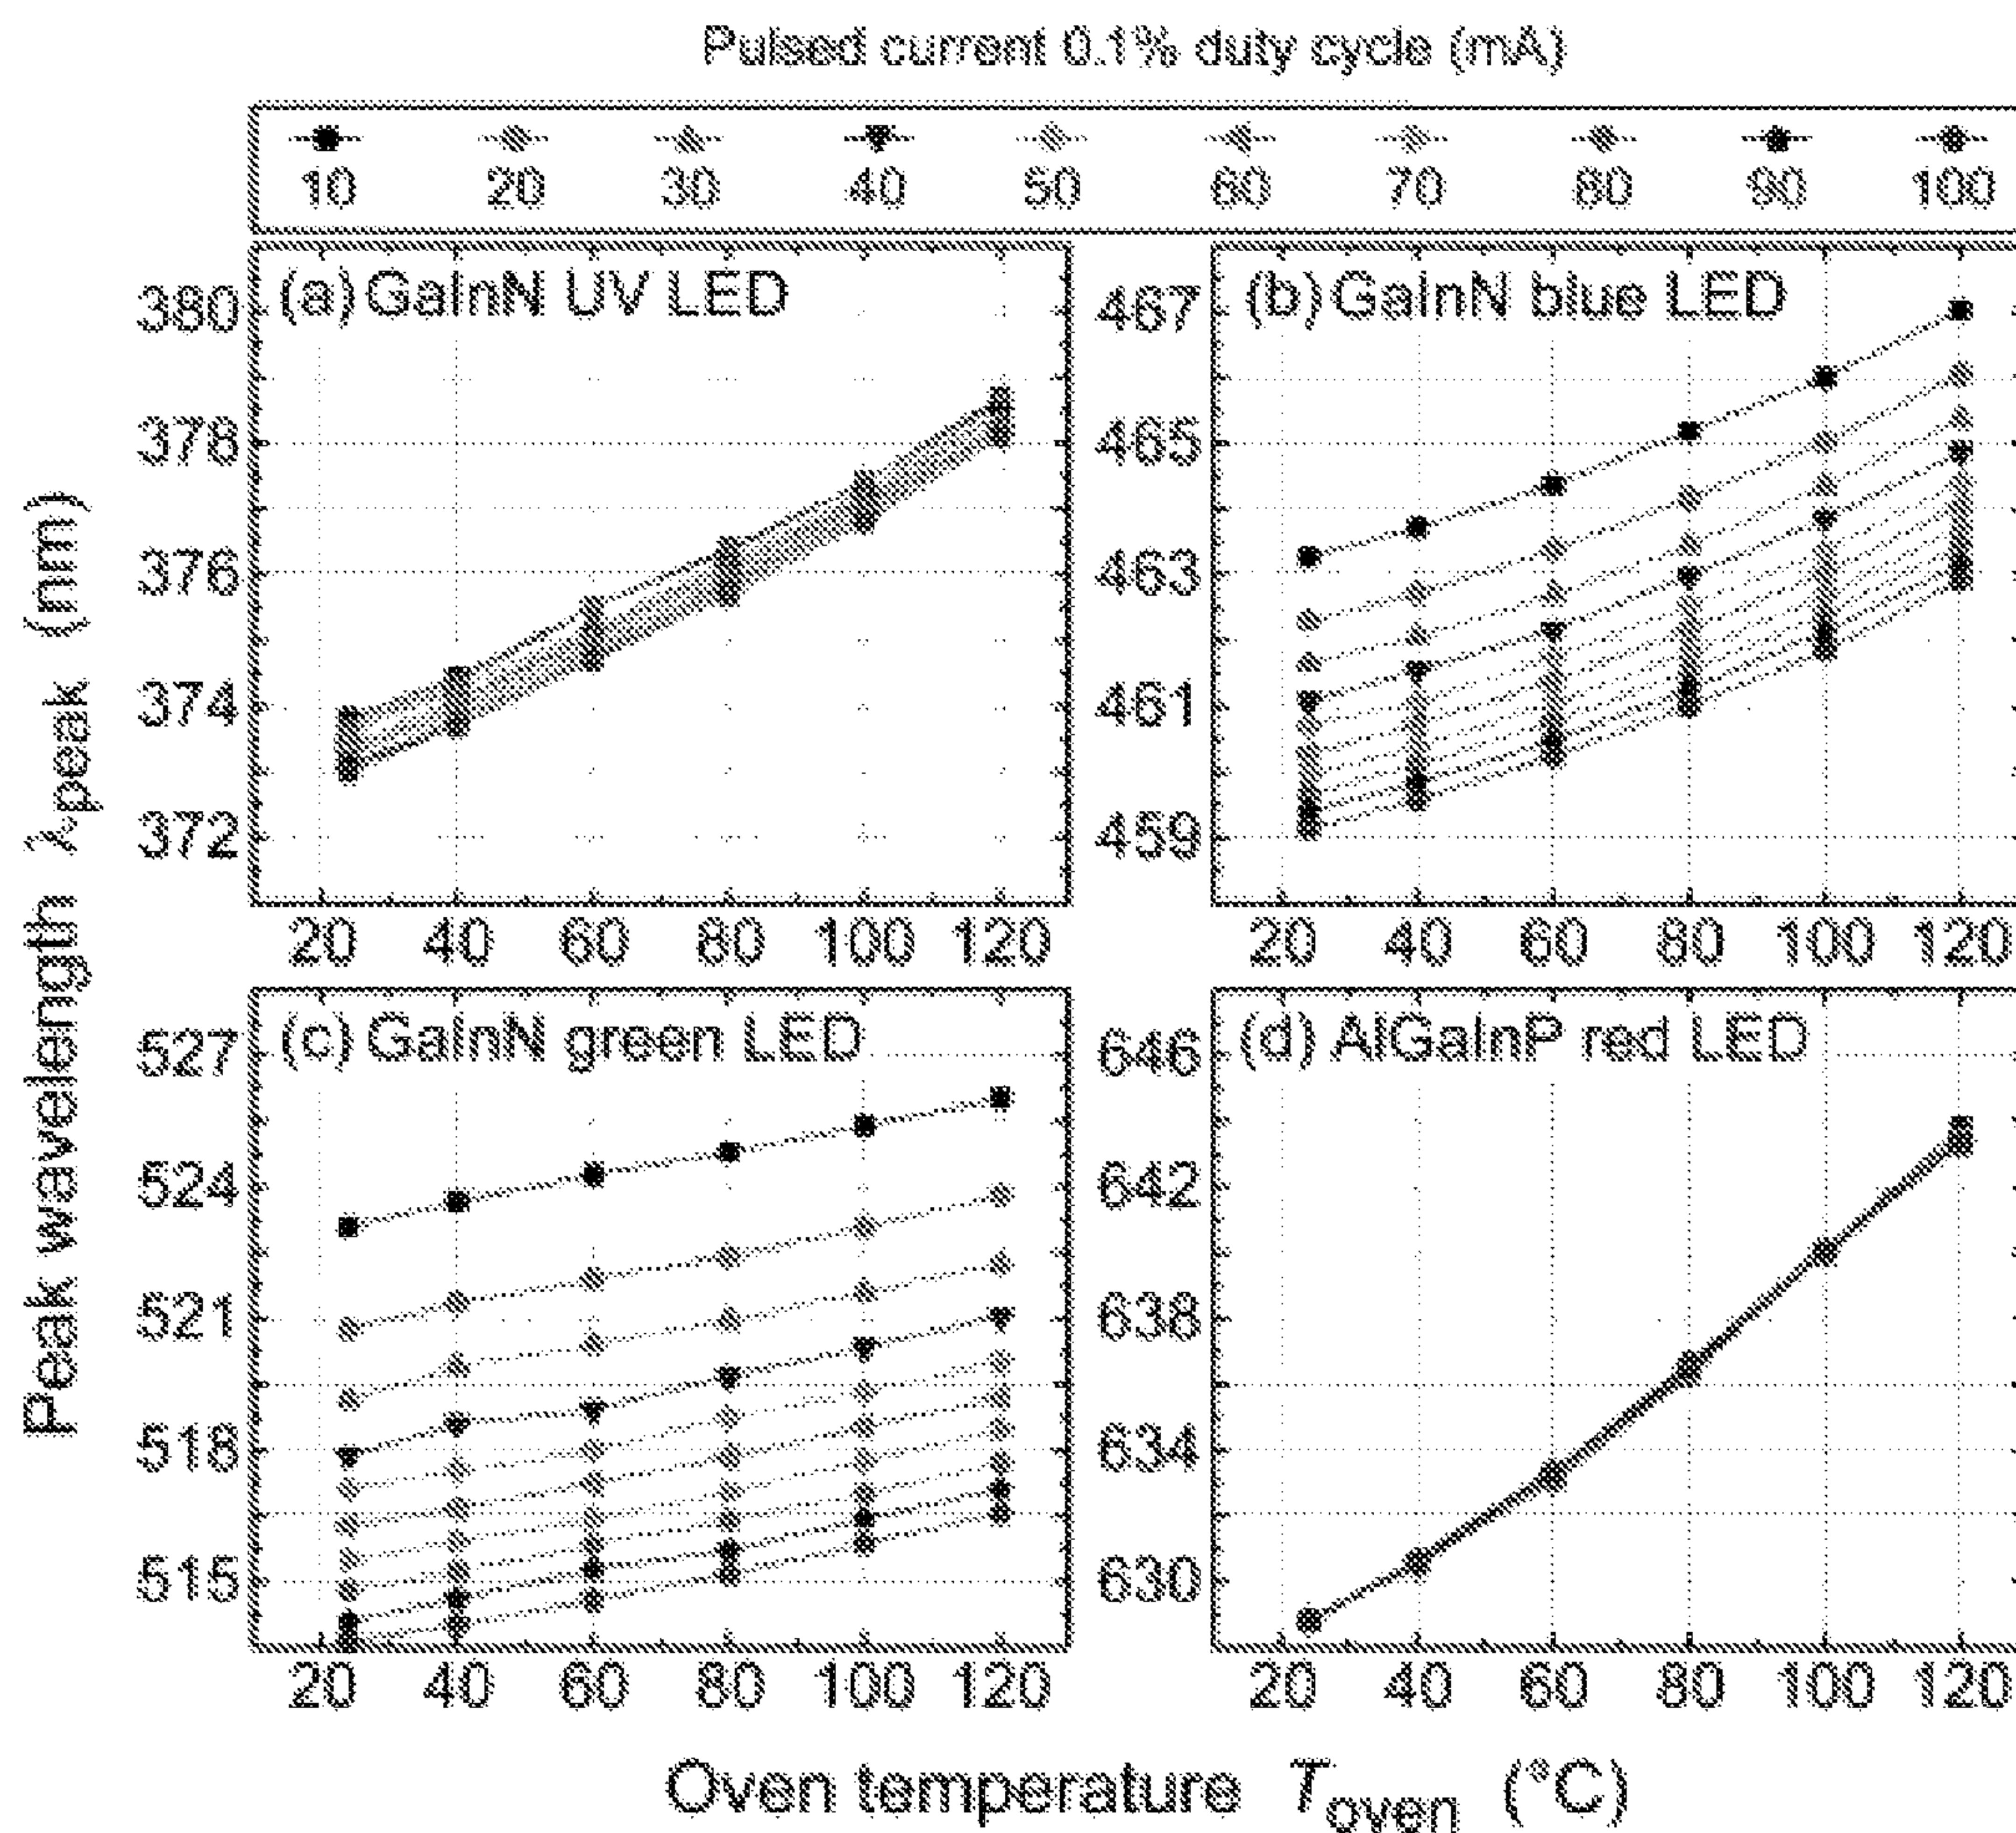 Pulsed current 0.1% duty cycle (mA)
10 20 30 40 50 60 70 80 90 100
Peak wavelength λpeak (nm)
(a) GaInN UV LED
380
378
376
374
372
20 40 60 80 100 120
(b) GaInN blue LED
467
465
463
461
459
20 40 60 80 100 120
(c) GaInN green LED
527
524
521
518
515
20 40 60 80 100 120
(d) AlGaInP red LED
646
642
638
634
630
20 40 60 80 100 120
Oven temperature Toven (°C)